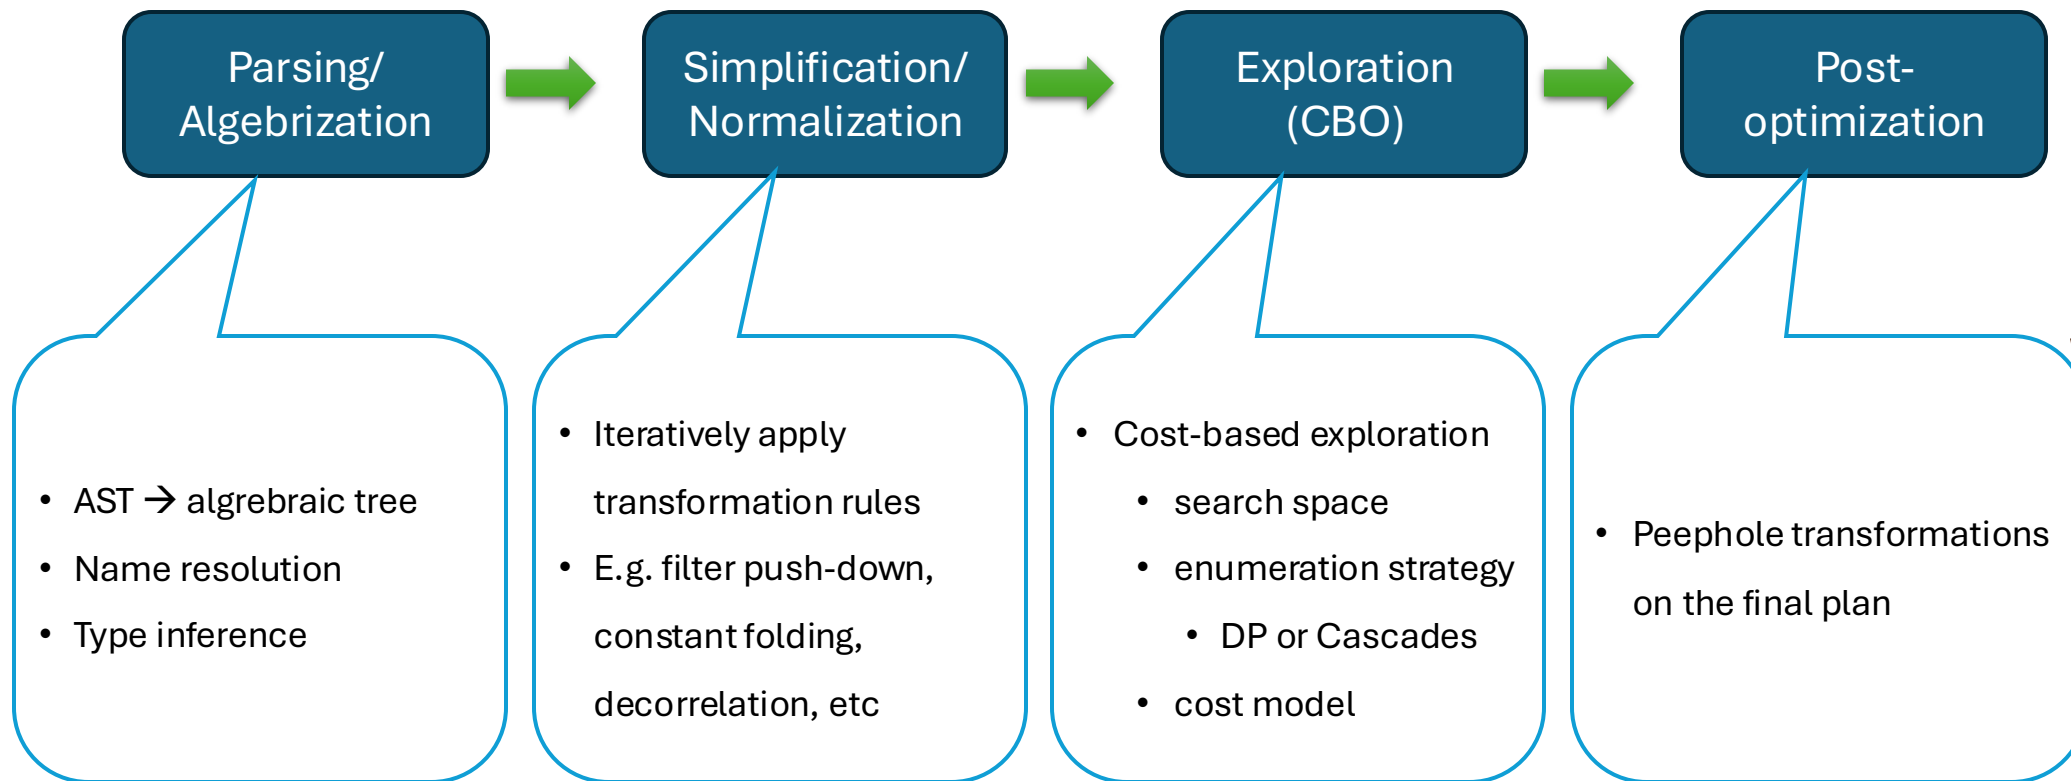 Parsing/
Algebrization
Simplification/
Normalization
Exploration
(CBO)
Post-
optimization
• AST → algrebraic tree
• Name resolution
• Type inference
• Iteratively apply
transformation rules
• E.g. filter push-down,
constant folding,
decorrelation, etc
• Cost-based exploration
• search space
• enumeration strategy
• DP or Cascades
• cost model
• Peephole transformations
on the final plan